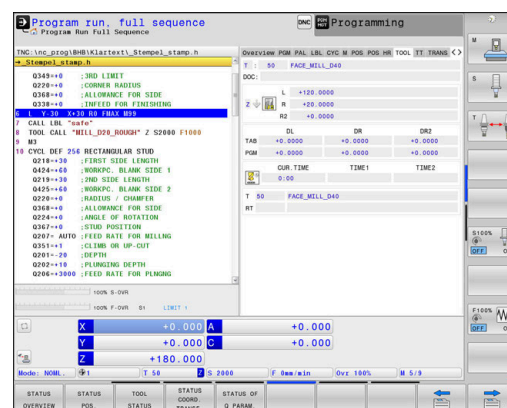 Program run, full sequence
Program Run Full Sequence
DNC
Programming
TNC:\nc_prog\BHB\Klartext\_Stempel_stamp.h
→_Stempel_stamp.h
Q349=+0 ;3RD LIMIT
Q220=+0 ;CORNER RADIUS
Q368=+0 ;ALLOWANCE FOR SIDE
Q338=+0 ;INFEED FOR FINISHING
6 L Y-30 X+30 R0 FMAX M99
7 CALL LBL "safe"
8 TOOL CALL "MILL_D20_ROUGH" Z S2000 F1000
9 M3
10 CYCL DEF 256 RECTANGULAR STUD
Q218=+30 ;FIRST SIDE LENGTH
Q424=+60 ;WORKPC. BLANK SIDE 1
Q219=+30 ;2ND SIDE LENGTH
Q425=+60 ;WORKPC. BLANK SIDE 2
Q220=+0 ;RADIUS / CHAMFER
Q368=+0 ;ALLOWANCE FOR SIDE
Q224=+0 ;ANGLE OF ROTATION
Q367=+0 ;STUD POSITION
Q207= AUTO ;FEED RATE FOR MILLNG
Q351=+1 ;CLIMB OR UP-CUT
Q201=-20 ;DEPTH
Q202=+10 ;PLUNGING DEPTH
Q206=+3000 ;FEED RATE FOR PLNGNG
100% S-OVR
100% F-OVR S1 LIMIT 1
Overview PGM PAL LBL CYC M POS POS HR TOOL TT TRANS
T : 50 FACE_MILL_D40
DOC:
L +120.0000
Z R +20.0000
R2 +0.0000
DL DR DR2
TAB +0.0000 +0.0000 +0.0000
PGM +0.0000 +0.0000 +0.0000
CUR.TIME TIME1 TIME2
0:00
T 50 FACE_MILL_D40
RT
X +0.000 A +0.000
Y +0.000 C +0.000
Z +180.000
Mode: NOML. 1 T 50 Z S 2000 F 0mm/min Ovr 100% M 5/9
STATUS OVERVIEW
STATUS POS.
TOOL STATUS
STATUS COORD.
STATUS OF Q PARAM.
M
S
T
S100%
OFF
F100%
OFF